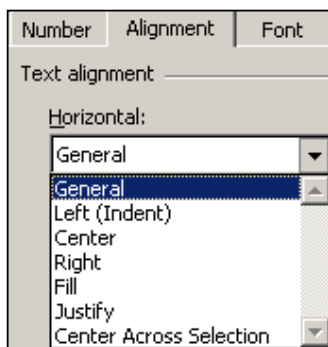 Number Alignment Font
Text alignment
Horizontal:
General
General
Left (Indent)
Center
Right
Fill
Justify
Center Across Selection